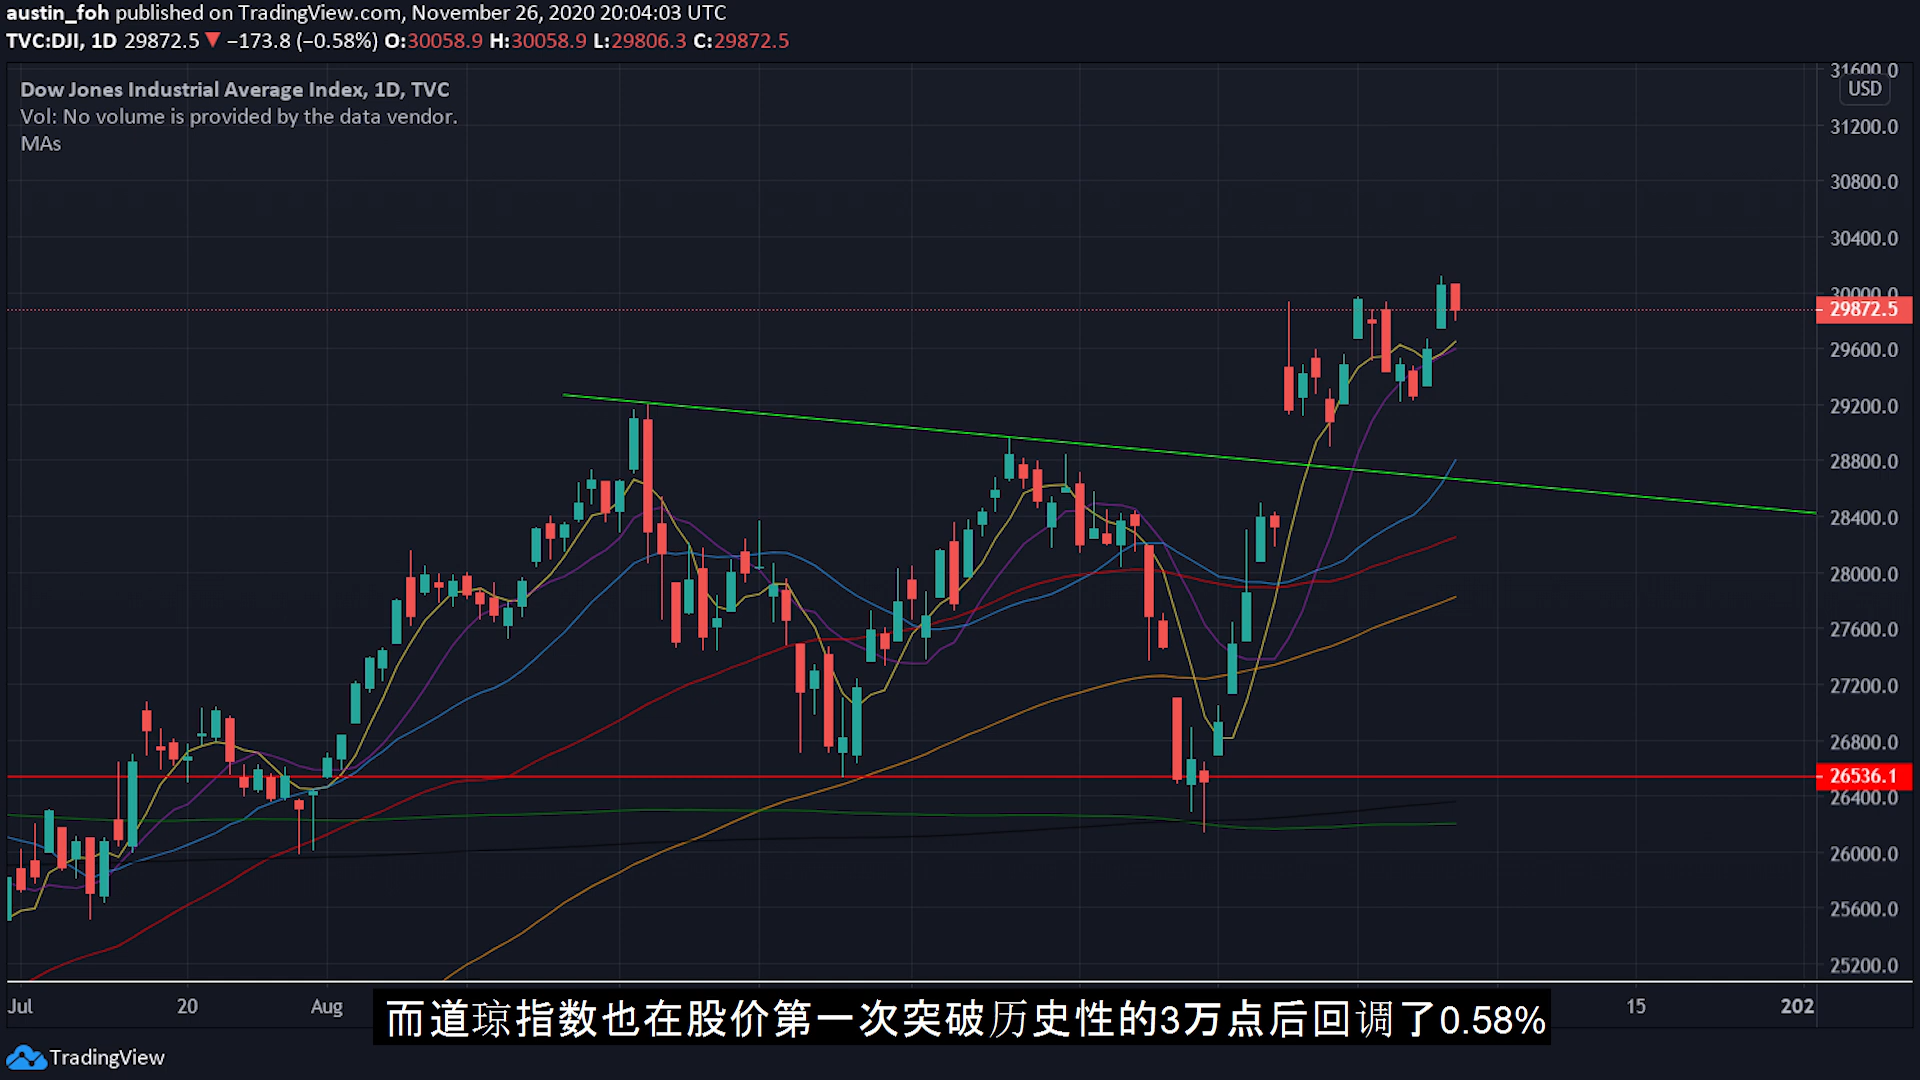 austin_foh published on TradingView.com, November 26, 2020 20:04:03 UTC
TVC:DJI, 1D 29872.5 ▼ −173.8 (−0.58%) O:30058.9 H:30058.9 L:29806.3 C:29872.5
Dow Jones Industrial Average Index, 1D, TVC
Vol: No volume is provided by the data vendor.
MAs
31600.0
USD
31200.0
30800.0
30400.0
30000.0
29872.5
29600.0
29200.0
28800.0
28400.0
28000.0
27600.0
27200.0
26800.0
26536.1
26400.0
26000.0
25600.0
25200.0
Jul 20 Aug 15 202
而道琼指数也在股价第一次突破历史性的3万点后回调了0.58%
TradingView